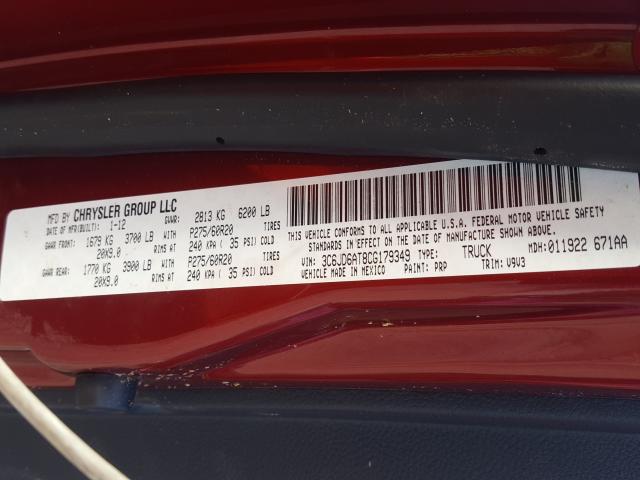 MFD BY CHRYSLER GROUP LLC
DATE OF MFR(BUILT): 1-12 GVWR: 2813 KG 6200 LB
GAWR FRONT: 1679 KG 3700 LB WITH P275/60R20 TIRES
20X9.0 RIMS AT 240 KPA ( 35 PSI) COLD
GAWR REAR: 1770 KG 3900 LB WITH P275/60R20 TIRES
20X9.0 RIMS AT 240 KPA ( 35 PSI) COLD
THIS VEHICLE CONFORMS TO ALL APPLICABLE U.S.A. FEDERAL MOTOR VEHICLE SAFETY
STANDARDS IN EFFECT ON THE DATE OF MANUFACTURE SHOWN ABOVE.
VIN: 3C6JD6AT8CG179349 TYPE: TRUCK MDH: 011922 671AA
VEHICLE MADE IN MEXICO PAINT: PRP TRIM: V9V3